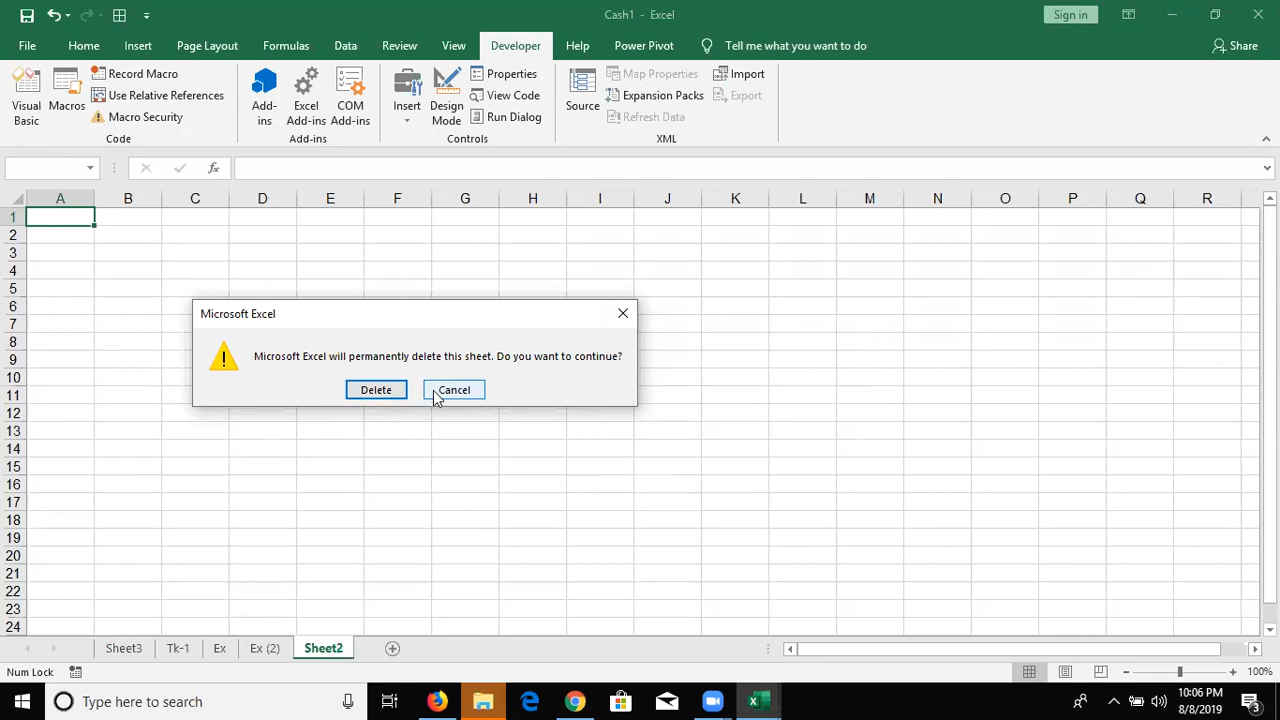 Cash1 - Excel
Sign in
File Home Insert Page Layout Formulas Data Review View Developer Help Power Pivot Tell me what you want to do Share
Visual Basic
Macros
Record Macro
Use Relative References
Macro Security
Code
Add-ins
Excel Add-ins
COM Add-ins
Add-ins
Insert
Design Mode
Properties
View Code
Run Dialog
Controls
Source
Map Properties
Expansion Packs
Refresh Data
Import
Export
XML
fx
A B C D E F G H I J K L M N O P Q R
1
2
3
4
5
6
7
8
9
10
11
12
13
14
15
16
17
18
19
20
21
22
23
24
Microsoft Excel
Microsoft Excel will permanently delete this sheet. Do you want to continue?
Delete Cancel
Sheet3 Tk-1 Ex Ex (2) Sheet2
Num Lock
100%
Type here to search
10:06 PM
8/8/2019
3